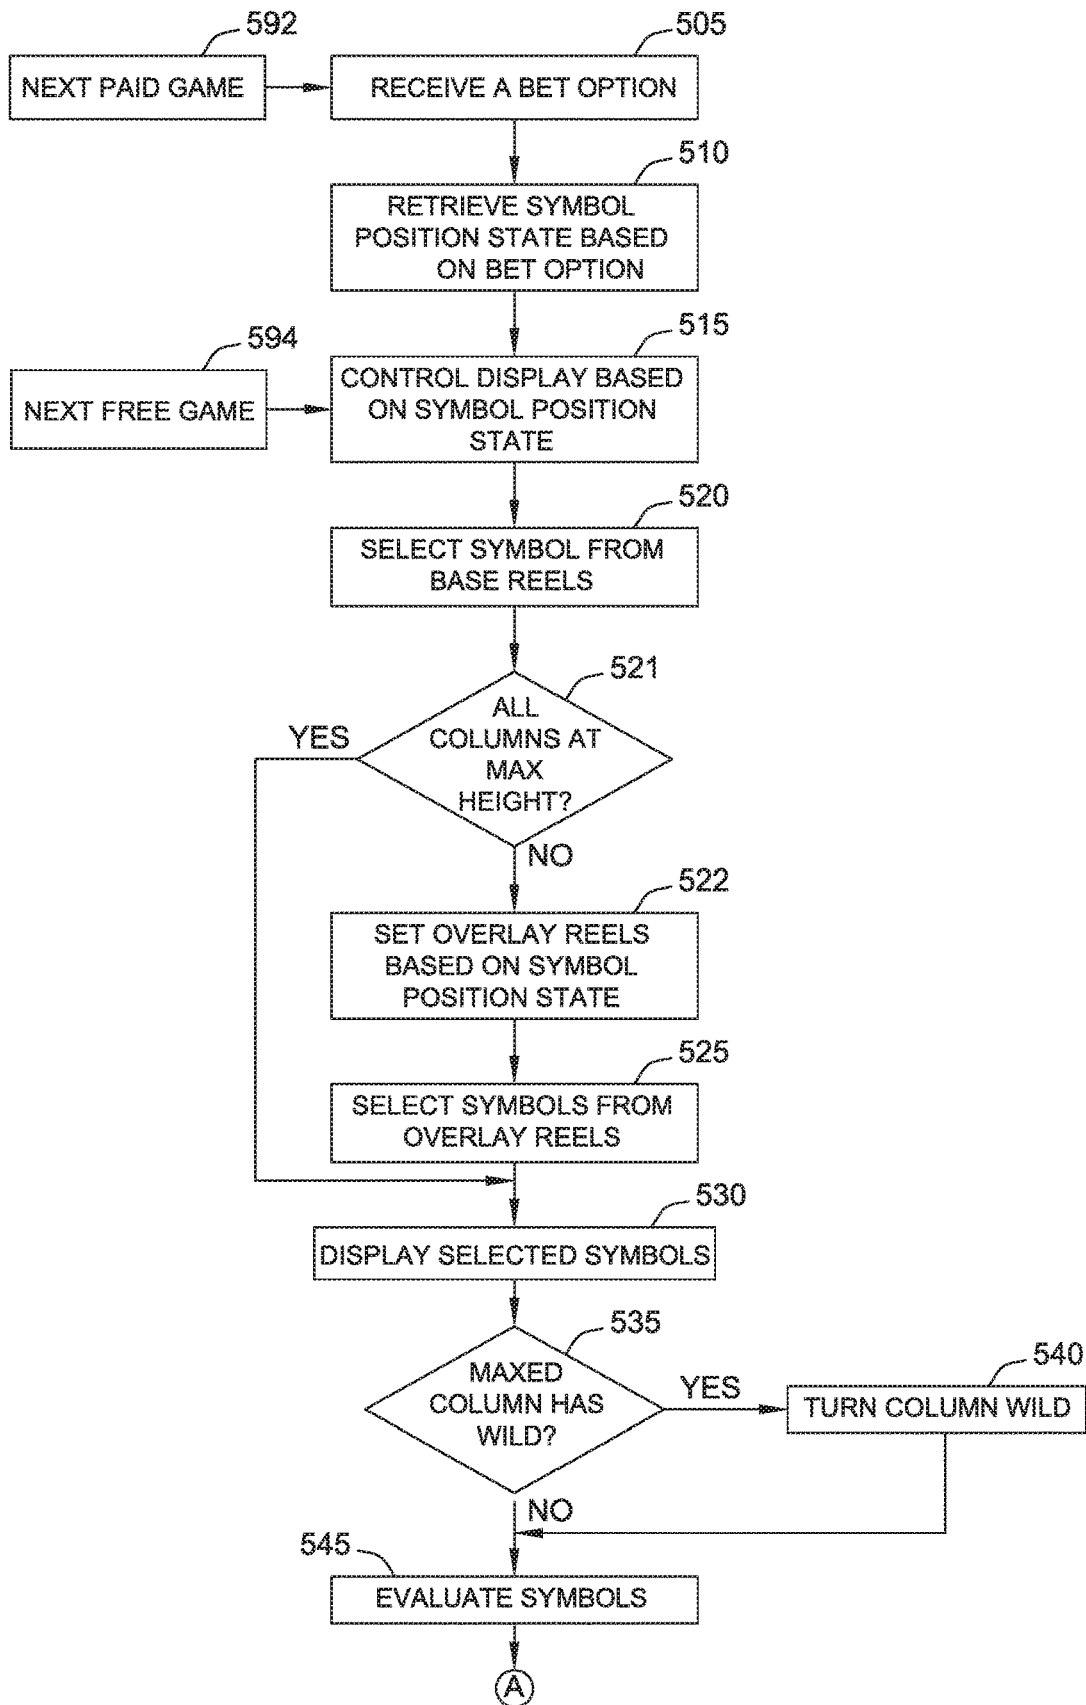 592
505
NEXT PAID GAME
RECEIVE A BET OPTION
510
RETRIEVE SYMBOL
POSITION STATE BASED
ON BET OPTION
594
515
NEXT FREE GAME
CONTROL DISPLAY BASED
ON SYMBOL POSITION
STATE
520
SELECT SYMBOL FROM
BASE REELS
521
ALL
COLUMNS AT
MAX
HEIGHT?
YES
NO
522
SET OVERLAY REELS
BASED ON SYMBOL
POSITION STATE
525
SELECT SYMBOLS FROM
OVERLAY REELS
530
DISPLAY SELECTED SYMBOLS
535
MAXED
COLUMN HAS
WILD?
YES
540
TURN COLUMN WILD
NO
545
EVALUATE SYMBOLS
A